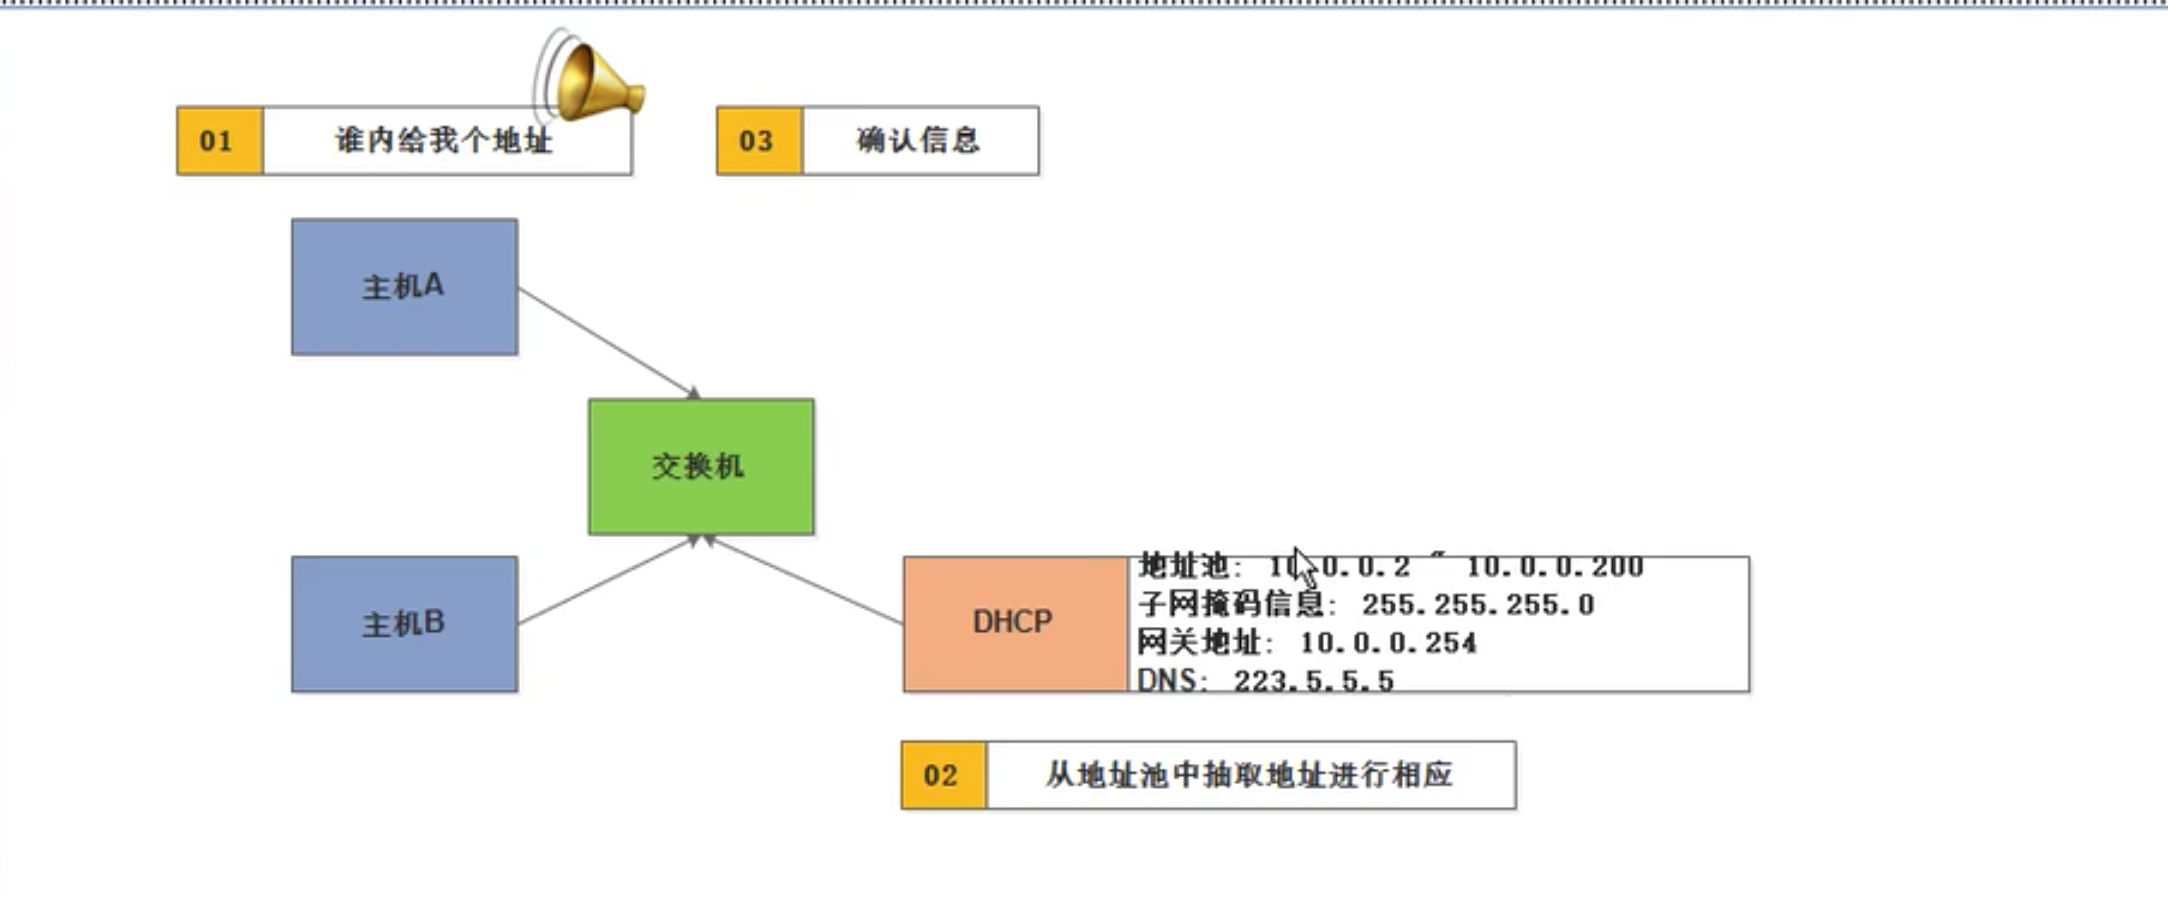 01 谁内给我个地址
03 确认信息
主机A
交换机
主机B
DHCP
地址池: 10.0.0.2 ~ 10.0.0.200
子网掩码信息: 255.255.255.0
网关地址: 10.0.0.254
DNS: 223.5.5.5
02 从地址池中抽取地址进行相应